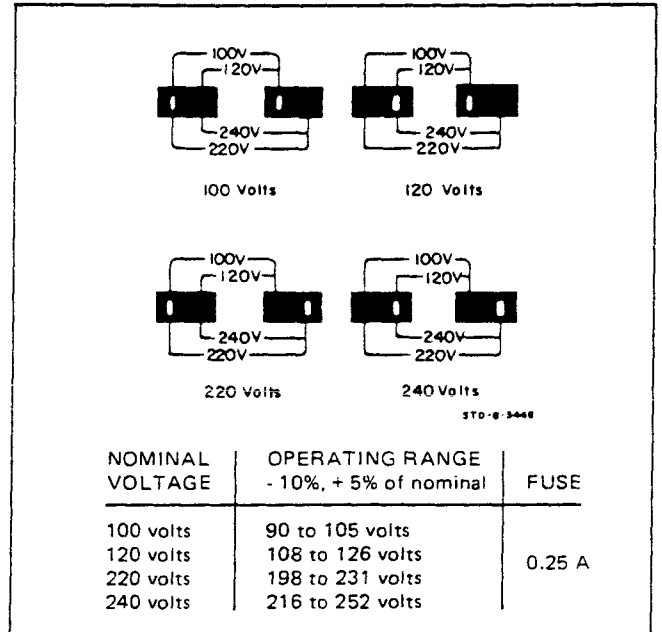 100V 100V
120V 120V
240V 240V
220V 220V
100 Volts 120 Volts
100V 100V
120V 120V
240V 240V
220V 220V
220 Volts 240 Volts
STD-B-3446
NOMINAL OPERATING RANGE
VOLTAGE - 10%, + 5% of nominal FUSE
100 volts 90 to 105 volts
120 volts 108 to 126 volts
0.25 A
220 volts 198 to 231 volts
240 volts 216 to 252 volts